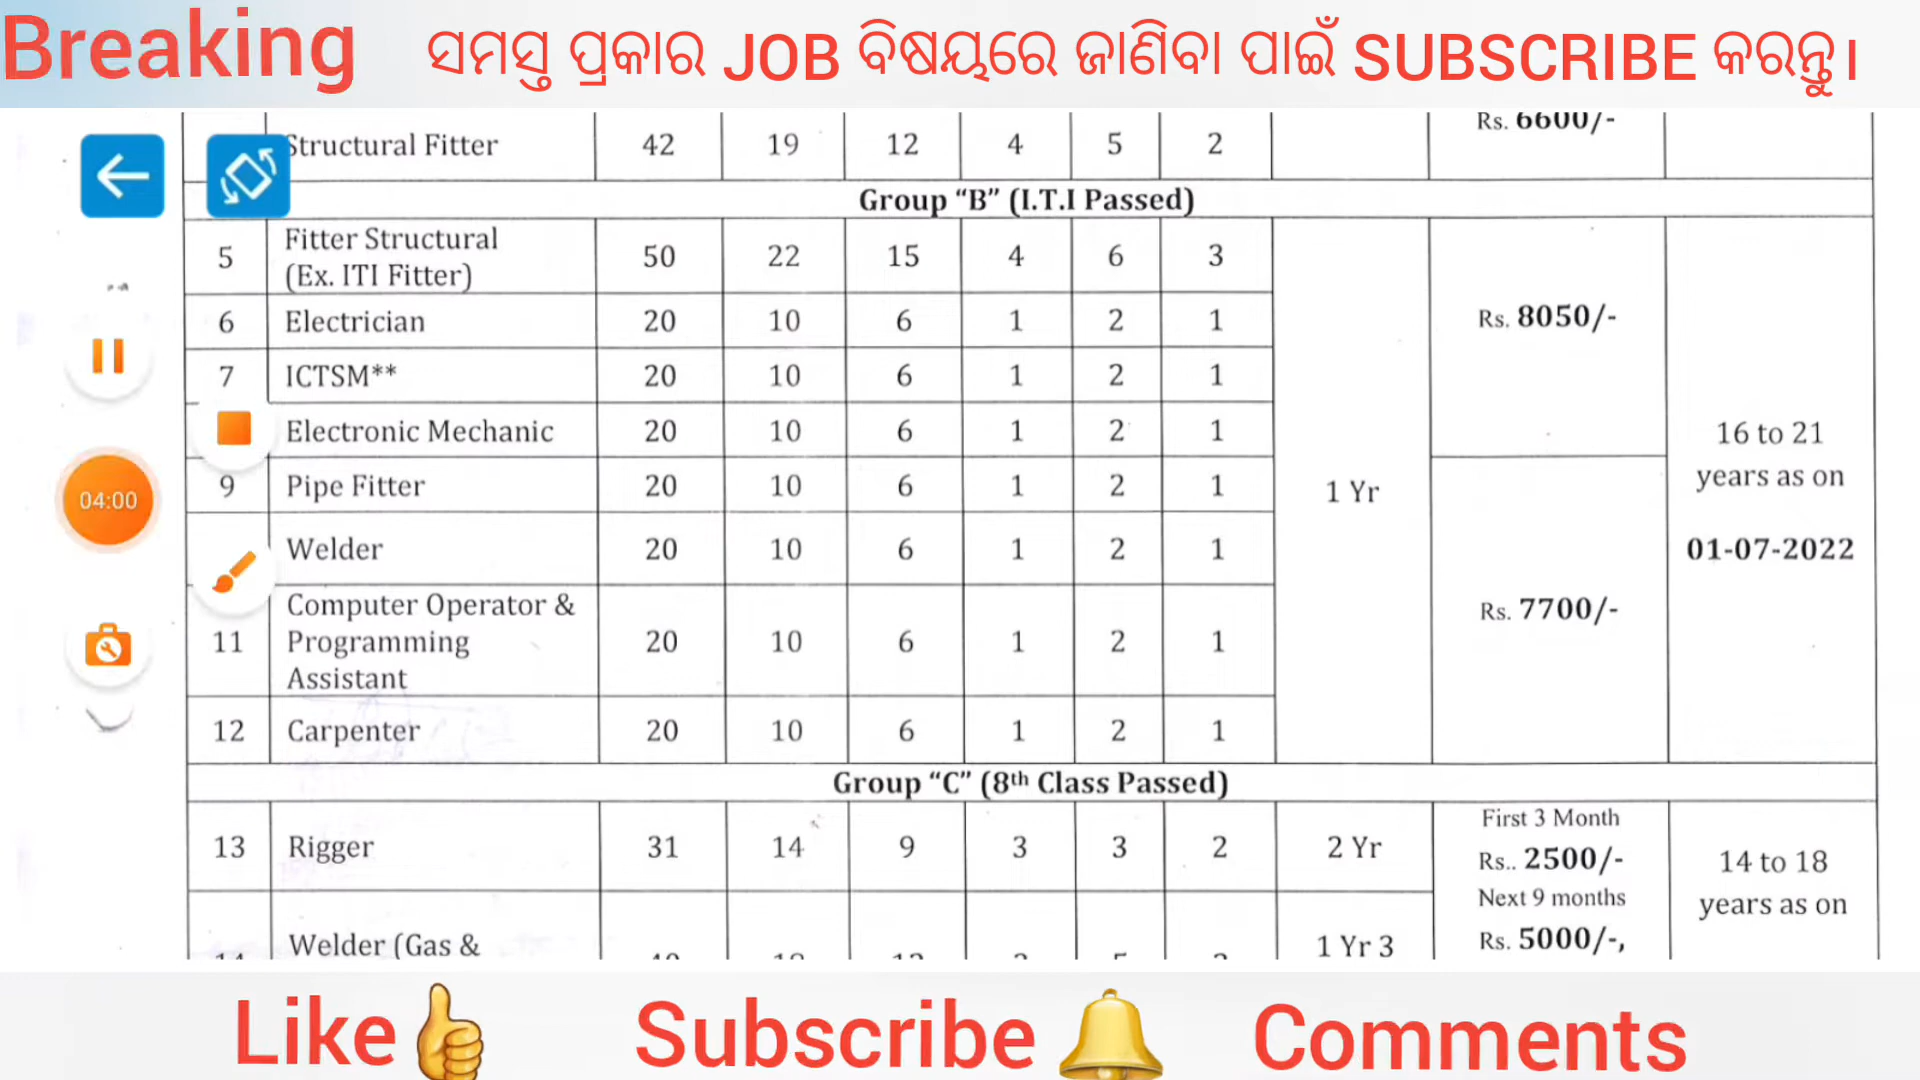 Breaking ସମସ୍ତ ପ୍ରକାର JOB ବିଷୟରେ ଜାଣିବା ପାଇଁ SUBSCRIBE କରନ୍ତୁ।
Structural Fitter 42 19 12 4 5 2 Rs. 6600/-
Group “B” (I.T.I Passed)
5 Fitter Structural (Ex. ITI Fitter) 50 22 15 4 6 3
6 Electrician 20 10 6 1 2 1 Rs. 8050/-
7 ICTSM** 20 10 6 1 2 1
Electronic Mechanic 20 10 6 1 2 1
9 Pipe Fitter 20 10 6 1 2 1
1 Yr
16 to 21
years as on
01-07-2022
04:00
Welder 20 10 6 1 2 1
Rs. 7700/-
11 Computer Operator & Programming Assistant 20 10 6 1 2 1
12 Carpenter 20 10 6 1 2 1
Group “C” (8th Class Passed)
13 Rigger 31 14 9 3 3 2 2 Yr
First 3 Month
Rs.. 2500/-
Next 9 months
Rs. 5000/-,
14 to 18
years as on
Welder (Gas & 1 Yr 3
Like Subscribe Comments